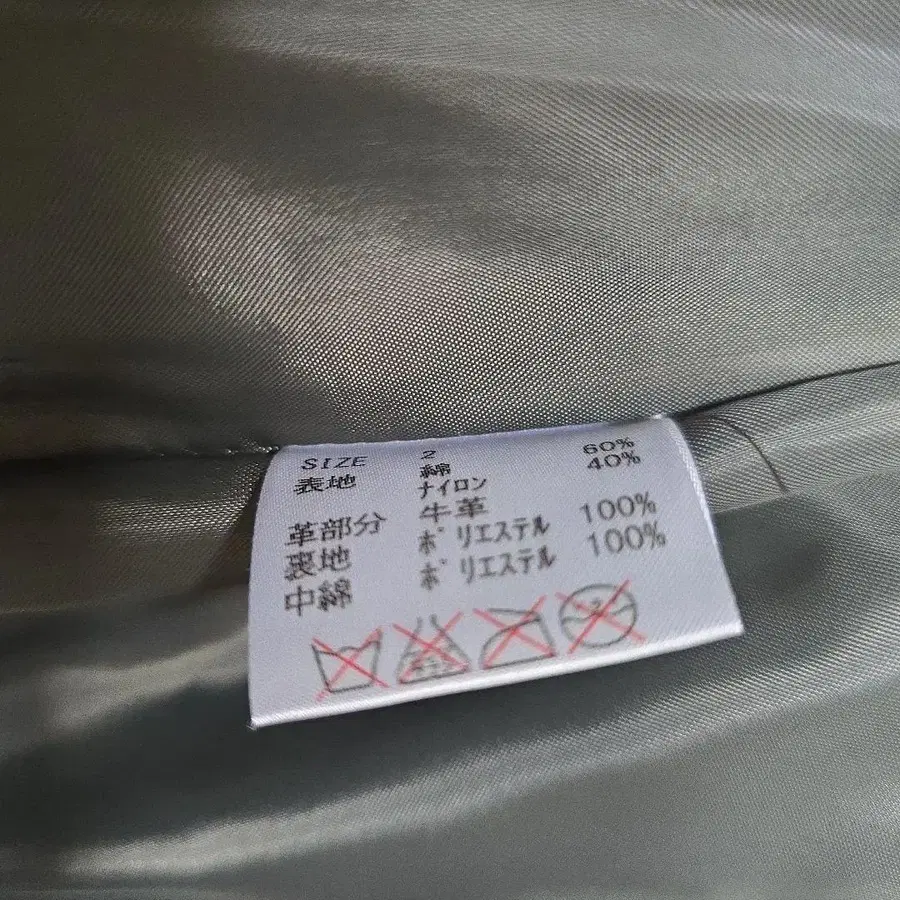 SIZE 2
表地 綿 60%
ナイロン 40%
革部分 牛革
裏地 ポリエステル 100%
中綿 ポリエステル 100%